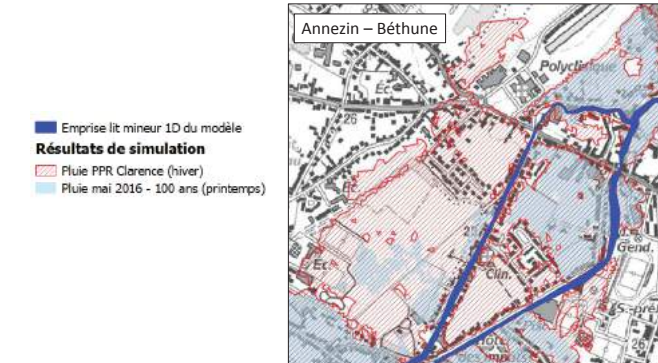 Annezin – Béthune
Emprise lit mineur 1D du modèle
Résultats de simulation
Pluie PPR Clarence (hiver)
Pluie mai 2016 - 100 ans (printemps)
Polyclinique
Éc.
26
Éc.
Clin.
Gend.
26